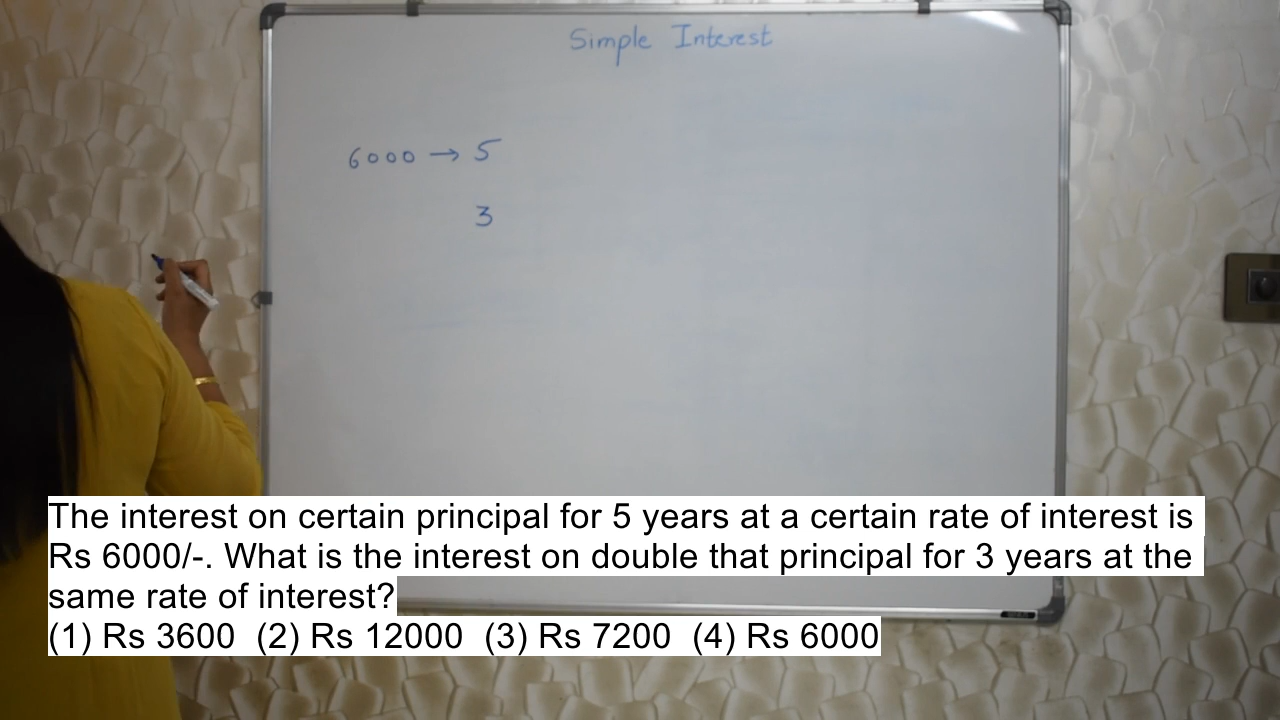 Simple Interest
6000 → 5
3
The interest on certain principal for 5 years at a certain rate of interest is
Rs 6000/-. What is the interest on double that principal for 3 years at the
same rate of interest?
(1) Rs 3600  (2) Rs 12000  (3) Rs 7200  (4) Rs 6000